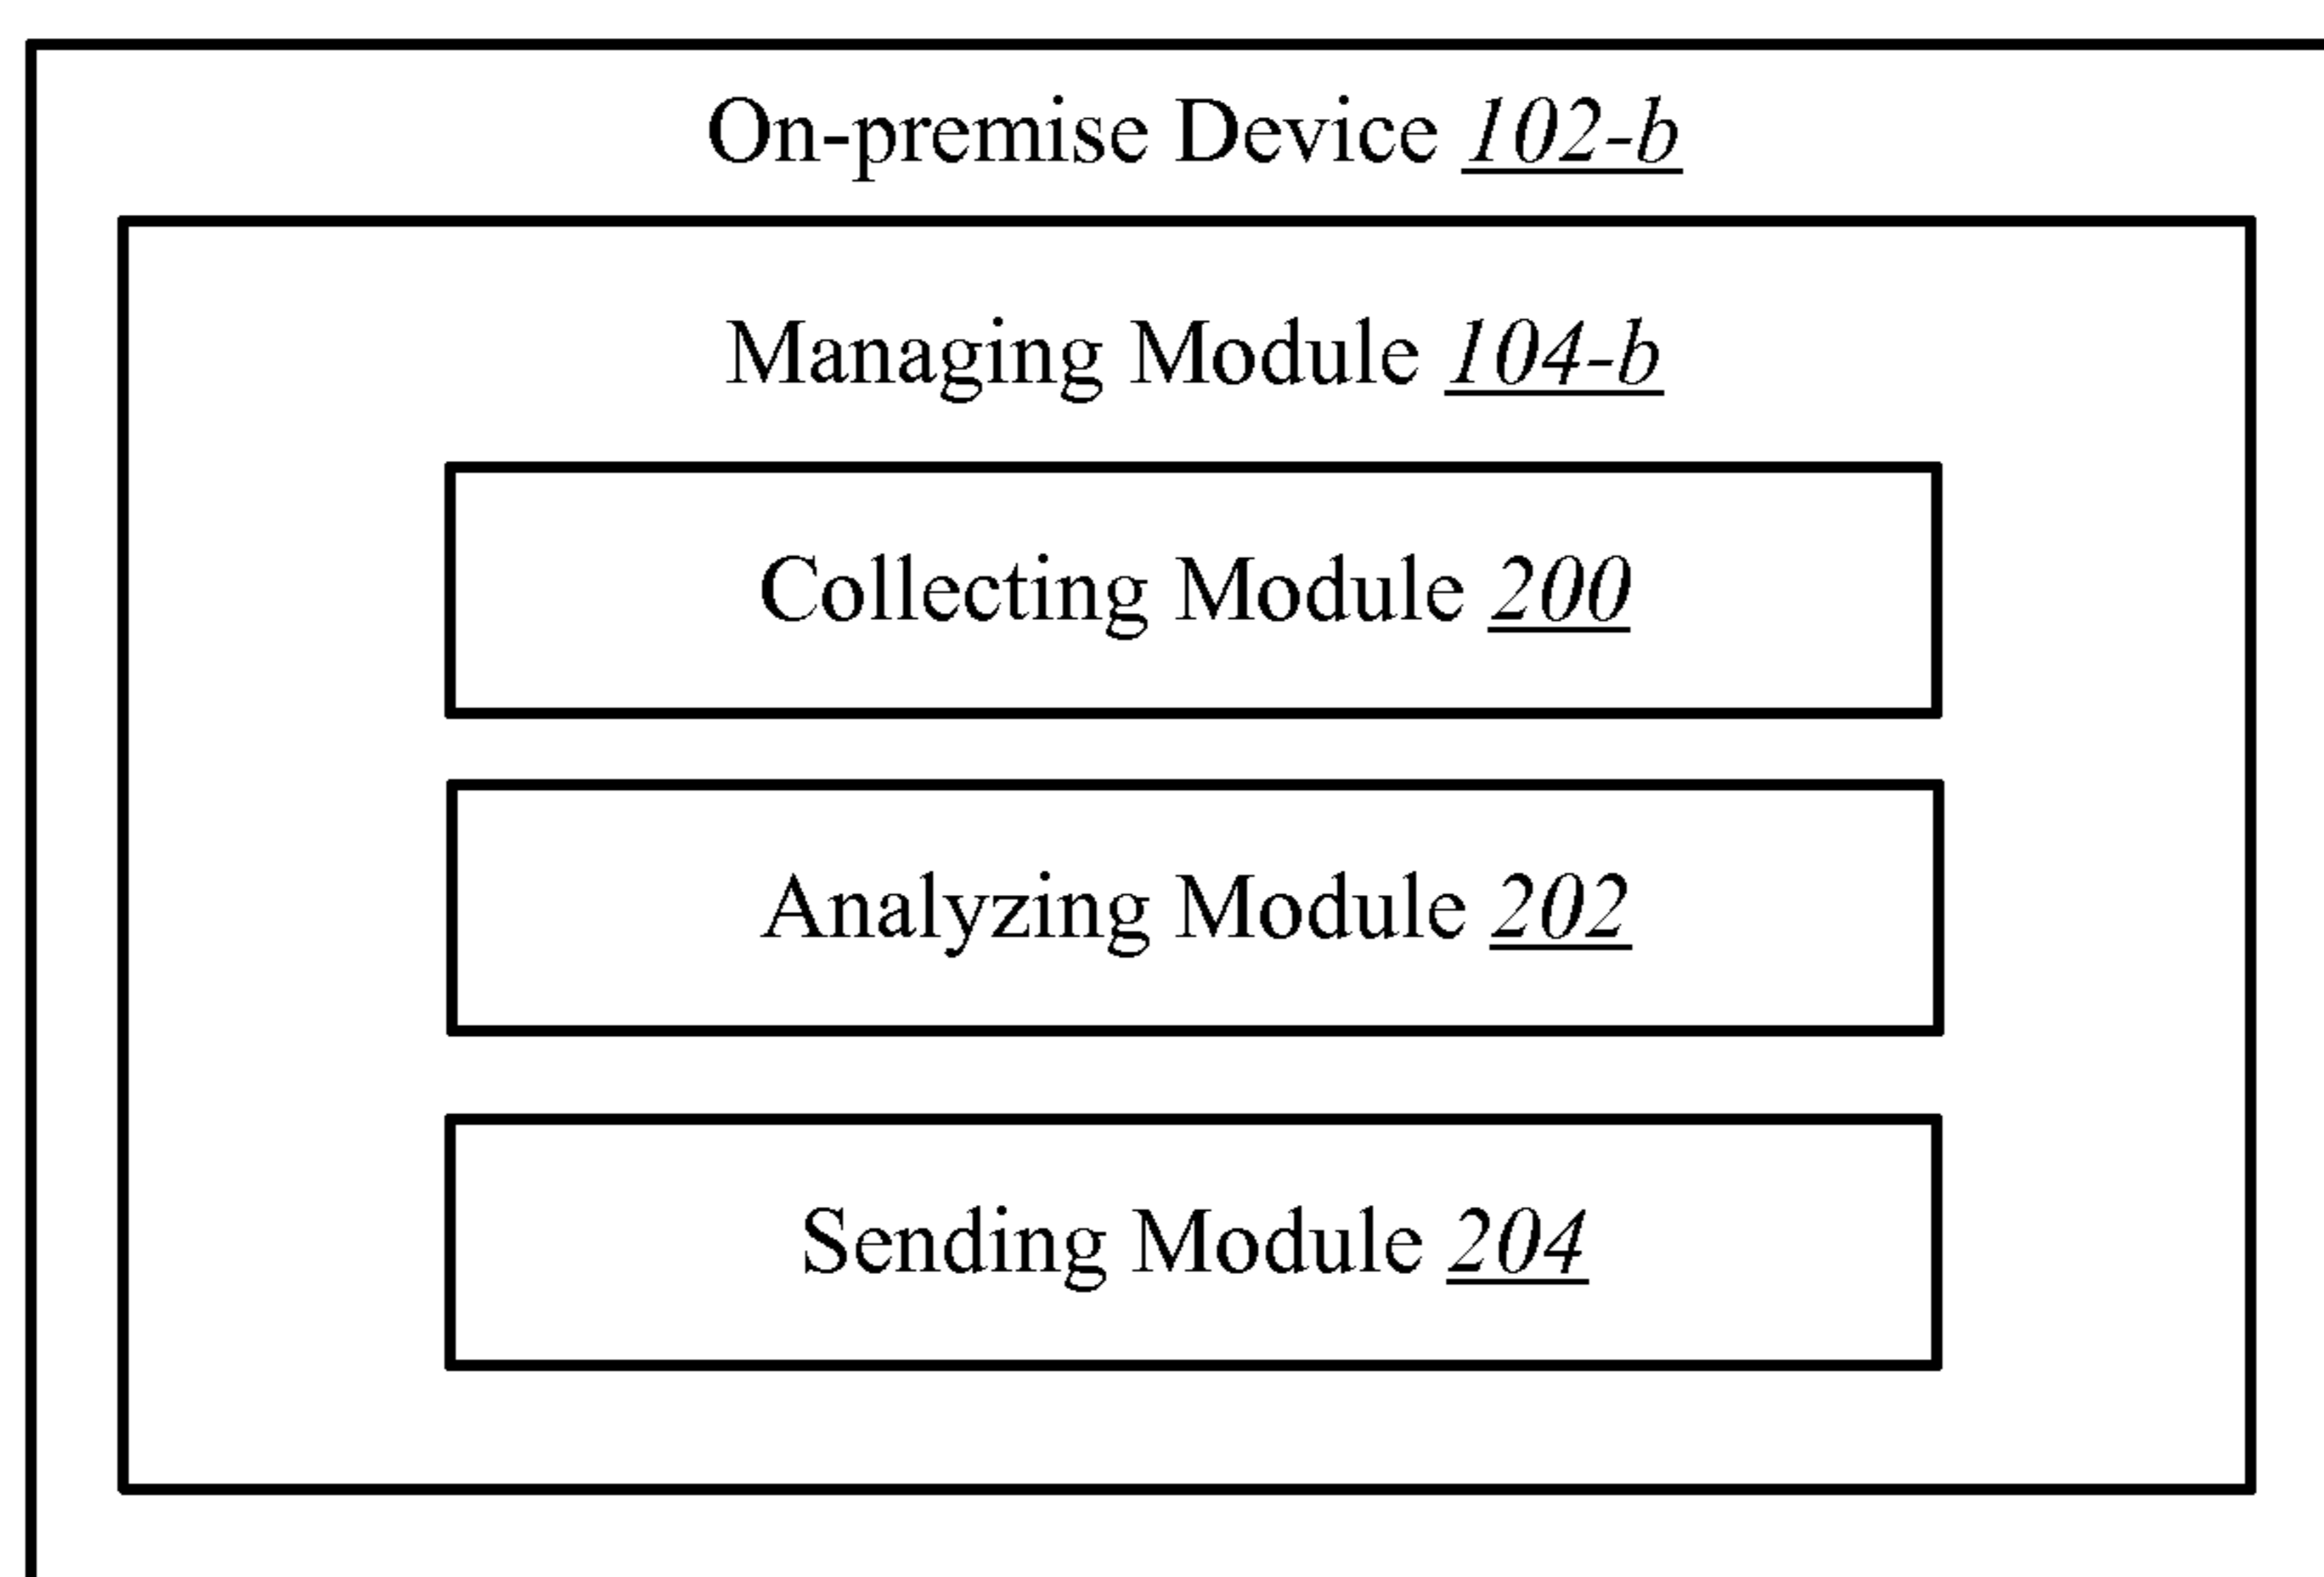 On-premise Device 102-b
Managing Module 104-b
Collecting Module 200
Analyzing Module 202
Sending Module 204